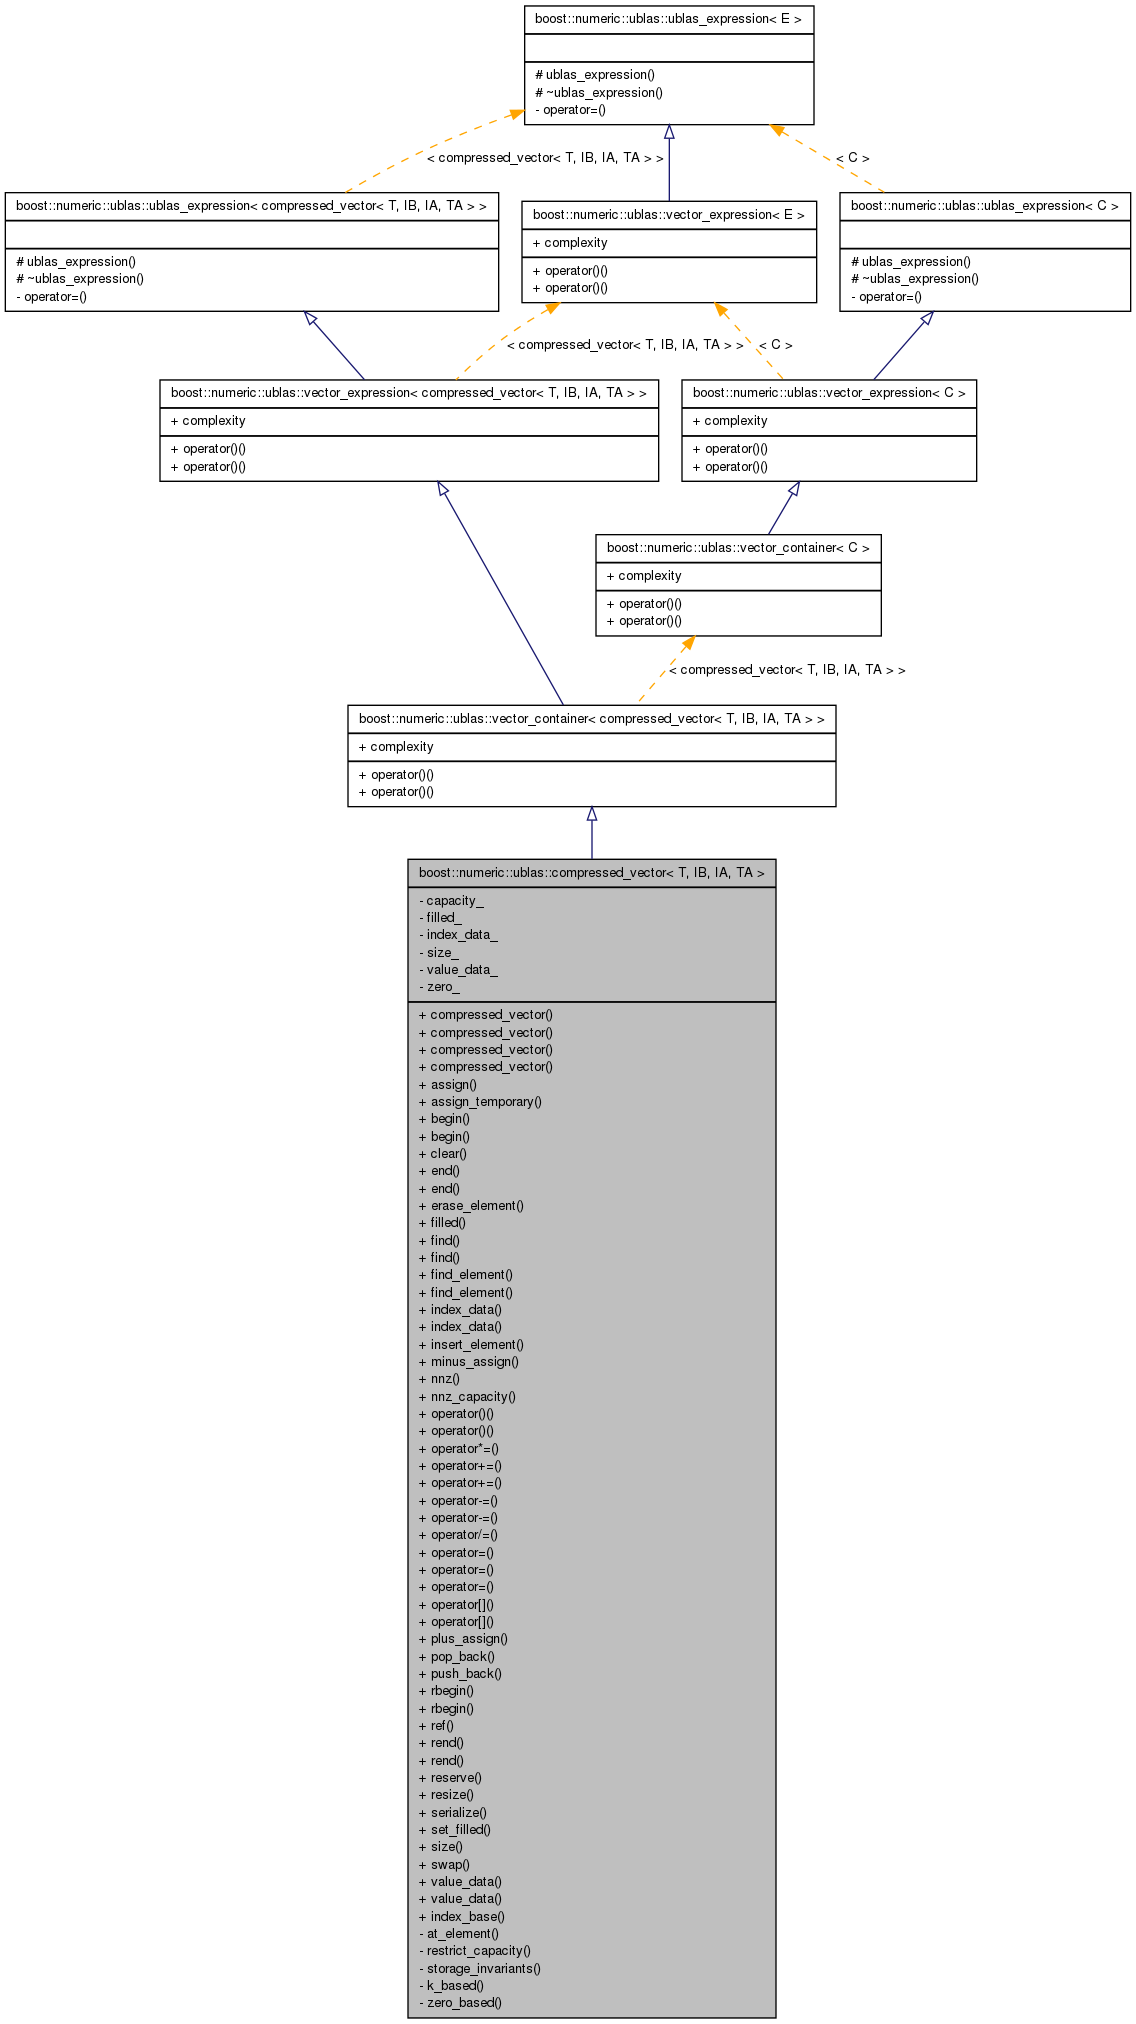 boost::numeric::ublas::ublas_expression< E >
# ublas_expression()
# ~ublas_expression()
- operator=()
< compressed_vector< T, IB, IA, TA > >
< C >
boost::numeric::ublas::ublas_expression< compressed_vector< T, IB, IA, TA > >
# ublas_expression()
# ~ublas_expression()
- operator=()
boost::numeric::ublas::vector_expression< E >
+ complexity
+ operator()()
+ operator()()
boost::numeric::ublas::ublas_expression< C >
# ublas_expression()
# ~ublas_expression()
- operator=()
< compressed_vector< T, IB, IA, TA > >
< C >
boost::numeric::ublas::vector_expression< compressed_vector< T, IB, IA, TA > >
+ complexity
+ operator()()
+ operator()()
boost::numeric::ublas::vector_expression< C >
+ complexity
+ operator()()
+ operator()()
boost::numeric::ublas::vector_container< C >
+ complexity
+ operator()()
+ operator()()
< compressed_vector< T, IB, IA, TA > >
boost::numeric::ublas::vector_container< compressed_vector< T, IB, IA, TA > >
+ complexity
+ operator()()
+ operator()()
boost::numeric::ublas::compressed_vector< T, IB, IA, TA >
- capacity_
- filled_
- index_data_
- size_
- value_data_
- zero_
+ compressed_vector()
+ compressed_vector()
+ compressed_vector()
+ compressed_vector()
+ assign()
+ assign_temporary()
+ begin()
+ begin()
+ clear()
+ end()
+ end()
+ erase_element()
+ filled()
+ find()
+ find()
+ find_element()
+ find_element()
+ index_data()
+ index_data()
+ insert_element()
+ minus_assign()
+ nnz()
+ nnz_capacity()
+ operator()()
+ operator()()
+ operator*=()
+ operator+=()
+ operator+=()
+ operator-=()
+ operator-=()
+ operator/=()
+ operator=()
+ operator=()
+ operator=()
+ operator[]()
+ operator[]()
+ plus_assign()
+ pop_back()
+ push_back()
+ rbegin()
+ rbegin()
+ ref()
+ rend()
+ rend()
+ reserve()
+ resize()
+ serialize()
+ set_filled()
+ size()
+ swap()
+ value_data()
+ value_data()
+ index_base()
- at_element()
- restrict_capacity()
- storage_invariants()
- k_based()
- zero_based()